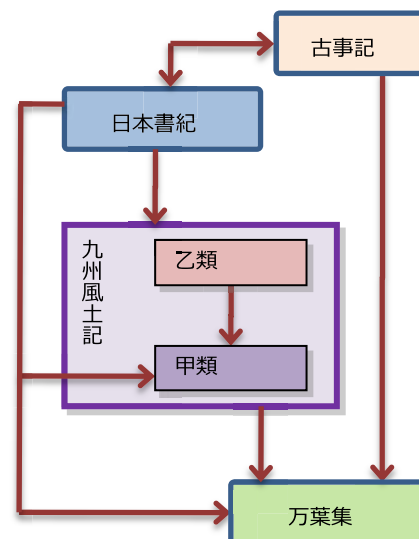 古事記
日本書紀
九州風土記
乙類
甲類
万葉集